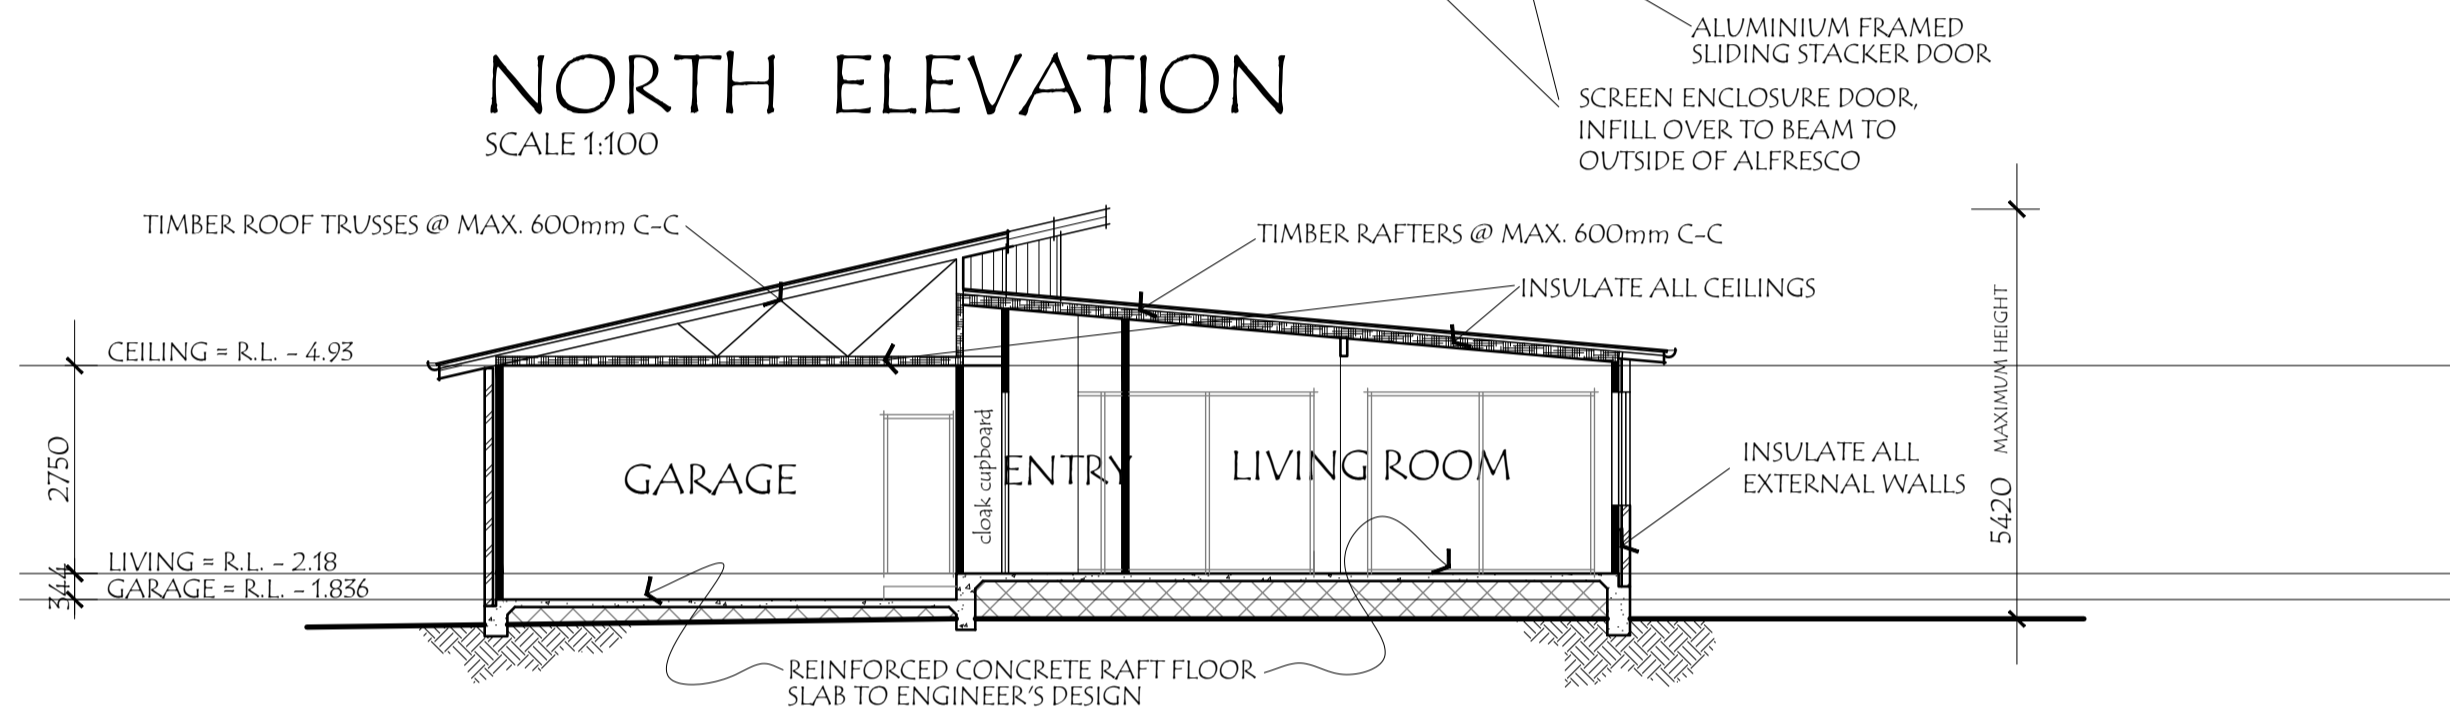 ALUMINIUM FRAMED
SLIDING STACKER DOOR
NORTH ELEVATION
SCALE 1:100
SCREEN ENCLOSURE DOOR,
INFILL OVER TO BEAM TO
OUTSIDE OF ALFRESCO
TIMBER ROOF TRUSSES @ MAX. 600mm C-C
TIMBER RAFTERS @ MAX. 600mm C-C
INSULATE ALL CEILINGS
CEILING = R.L. - 4.93
MAXIMUM HEIGHT
5420
2750
GARAGE
cloak cupboard
ENTRY
LIVING ROOM
INSULATE ALL
EXTERNAL WALLS
LIVING = R.L. - 2.18
344
GARAGE = R.L. - 1.836
REINFORCED CONCRETE RAFT FLOOR
SLAB TO ENGINEER'S DESIGN